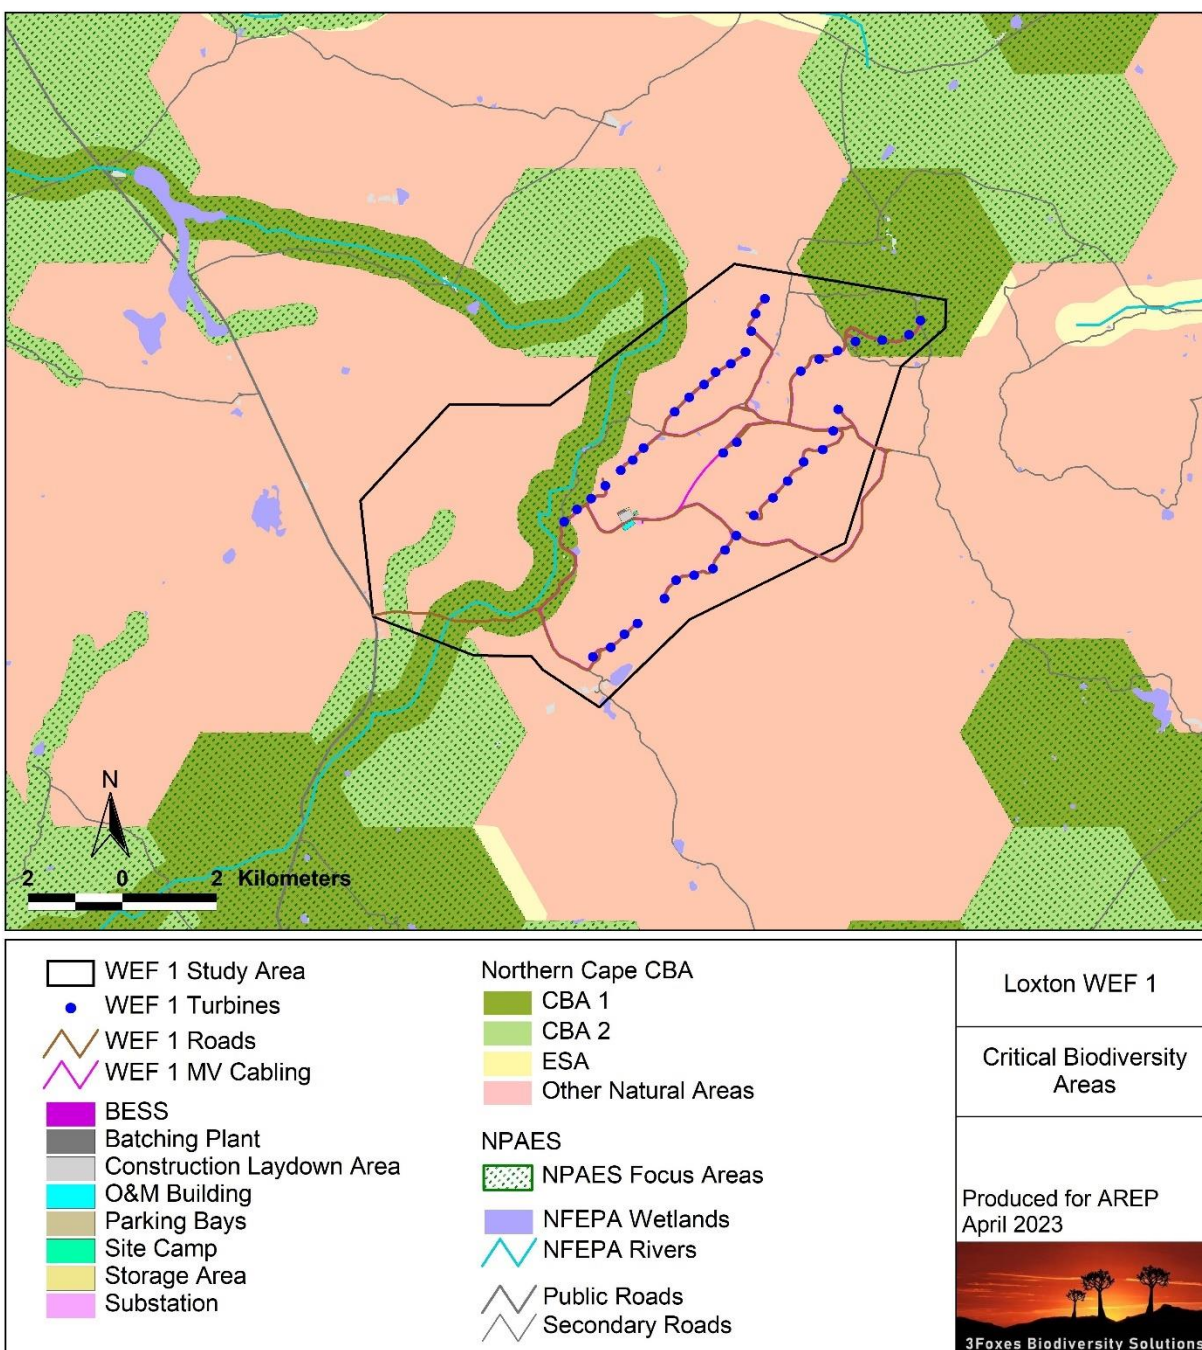 N
2 0 2 Kilometers
WEF 1 Study Area
WEF 1 Turbines
WEF 1 Roads
WEF 1 MV Cabling
BESS
Batching Plant
Construction Laydown Area
O&M Building
Parking Bays
Site Camp
Storage Area
Substation
Northern Cape CBA
CBA 1
CBA 2
ESA
Other Natural Areas
NPAES
NPAES Focus Areas
NFEPA Wetlands
NFEPA Rivers
Public Roads
Secondary Roads
Loxton WEF 1
Critical Biodiversity
Areas
Produced for AREP
April 2023
3Foxes Biodiversity Solutions